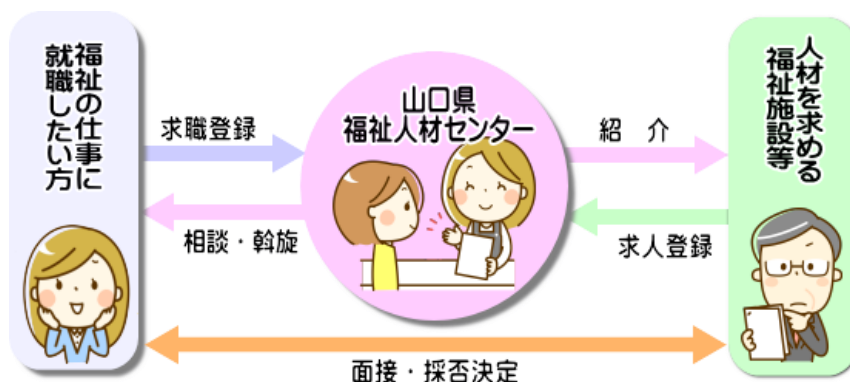 福祉の仕事に
就職したい方
求職登録
相談・斡旋
山口県
福祉人材センター
紹　介
求人登録
人材を求める
福祉施設等
面接・採否決定